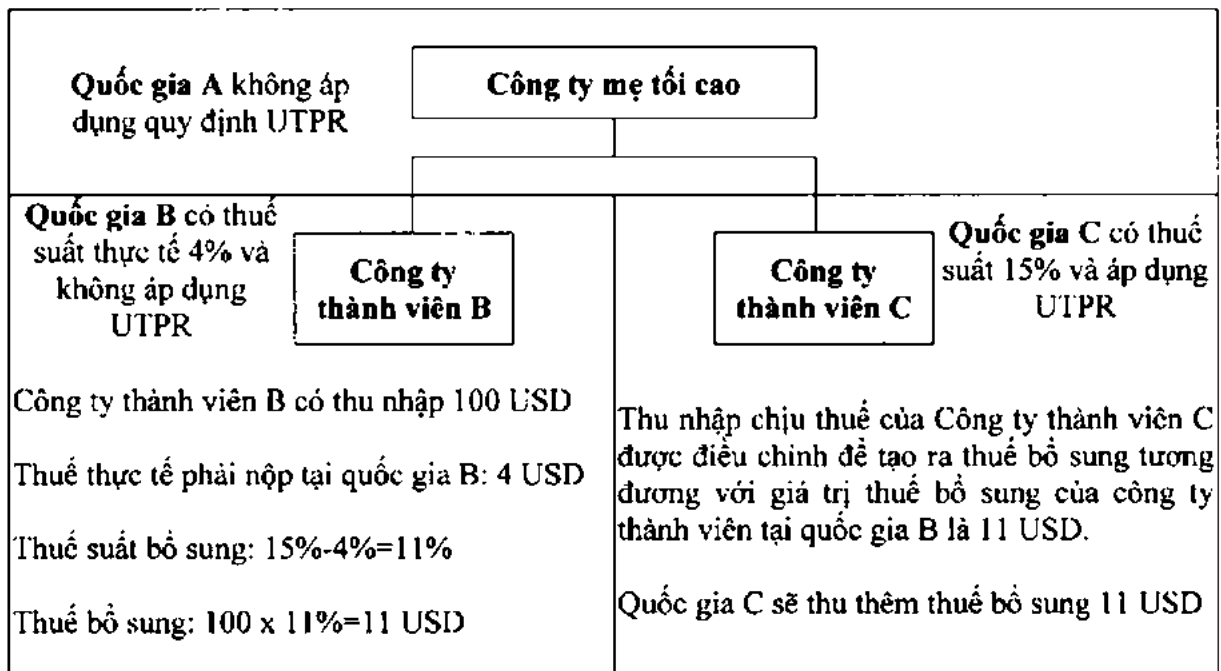 Quốc gia A không áp
dụng quy định UTPR
Công ty mẹ tối cao
Quốc gia B có thuế
suất thực tế 4% và
không áp dụng
UTPR
Công ty
thành viên B
Công ty
thành viên C
Quốc gia C có thuế
suất 15% và áp dụng
UTPR
Công ty thành viên B có thu nhập 100 USD
Thuế thực tế phải nộp tại quốc gia B: 4 USD
Thuế suất bổ sung: 15%-4%=11%
Thuế bổ sung: 100 x 11%=11 USD
Thu nhập chịu thuế của Công ty thành viên C
được điều chỉnh để tạo ra thuế bổ sung tương
đương với giá trị thuế bổ sung của công ty
thành viên tại quốc gia B là 11 USD.
Quốc gia C sẽ thu thêm thuế bổ sung 11 USD